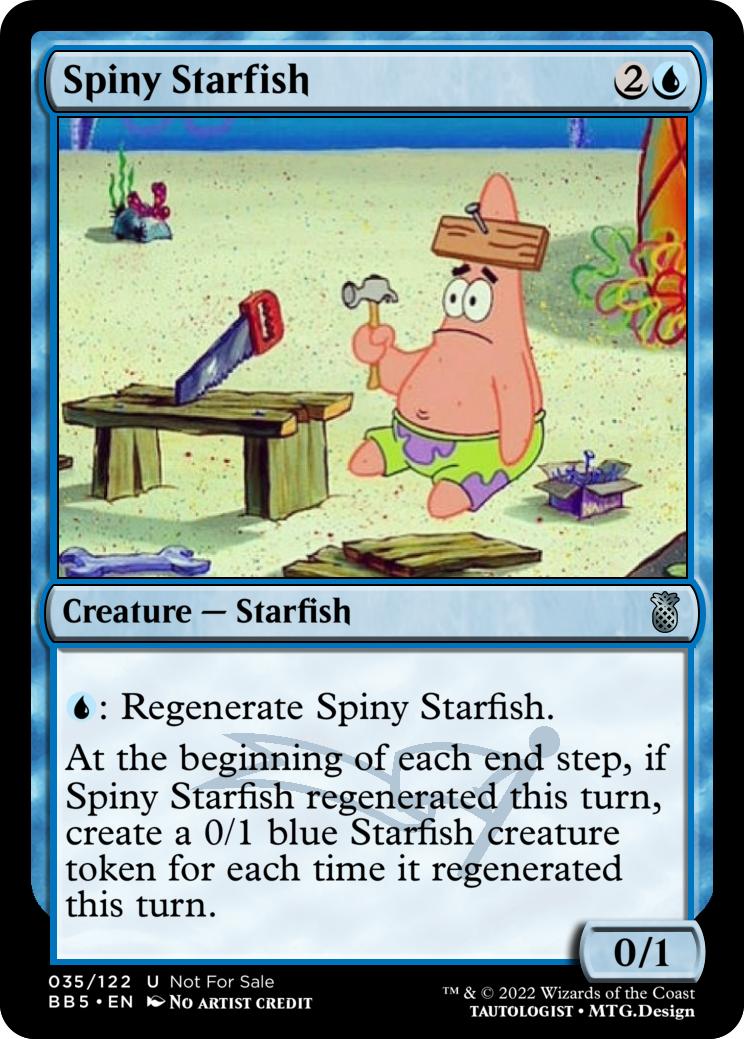 Spiny Starfish 2
Creature — Starfish
: Regenerate Spiny Starfish.
At the beginning of each end step, if
Spiny Starfish regenerated this turn,
create a 0/1 blue Starfish creature
token for each time it regenerated
this turn.
0/1
035/122 U Not For Sale
BB5 • EN No ARTIST CREDIT
™ & © 2022 Wizards of the Coast
TAUTOLOGIST • MTG.Design